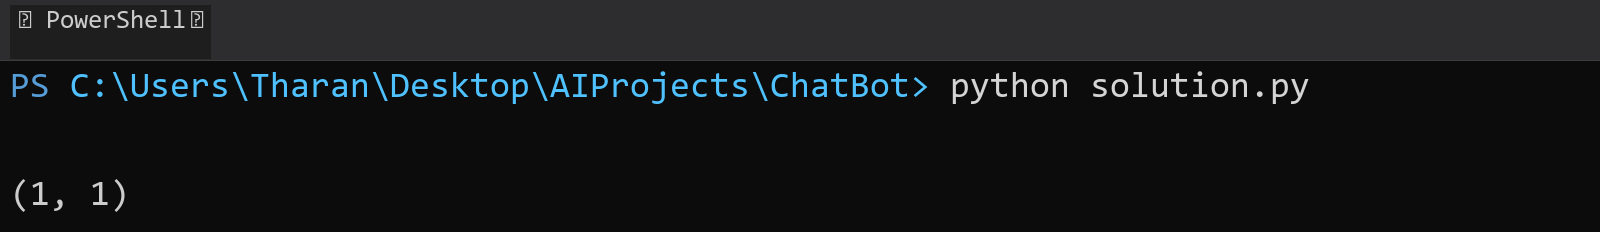 PowerShell
PS C:\Users\Tharan\Desktop\AIProjects\ChatBot> python solution.py
(1, 1)